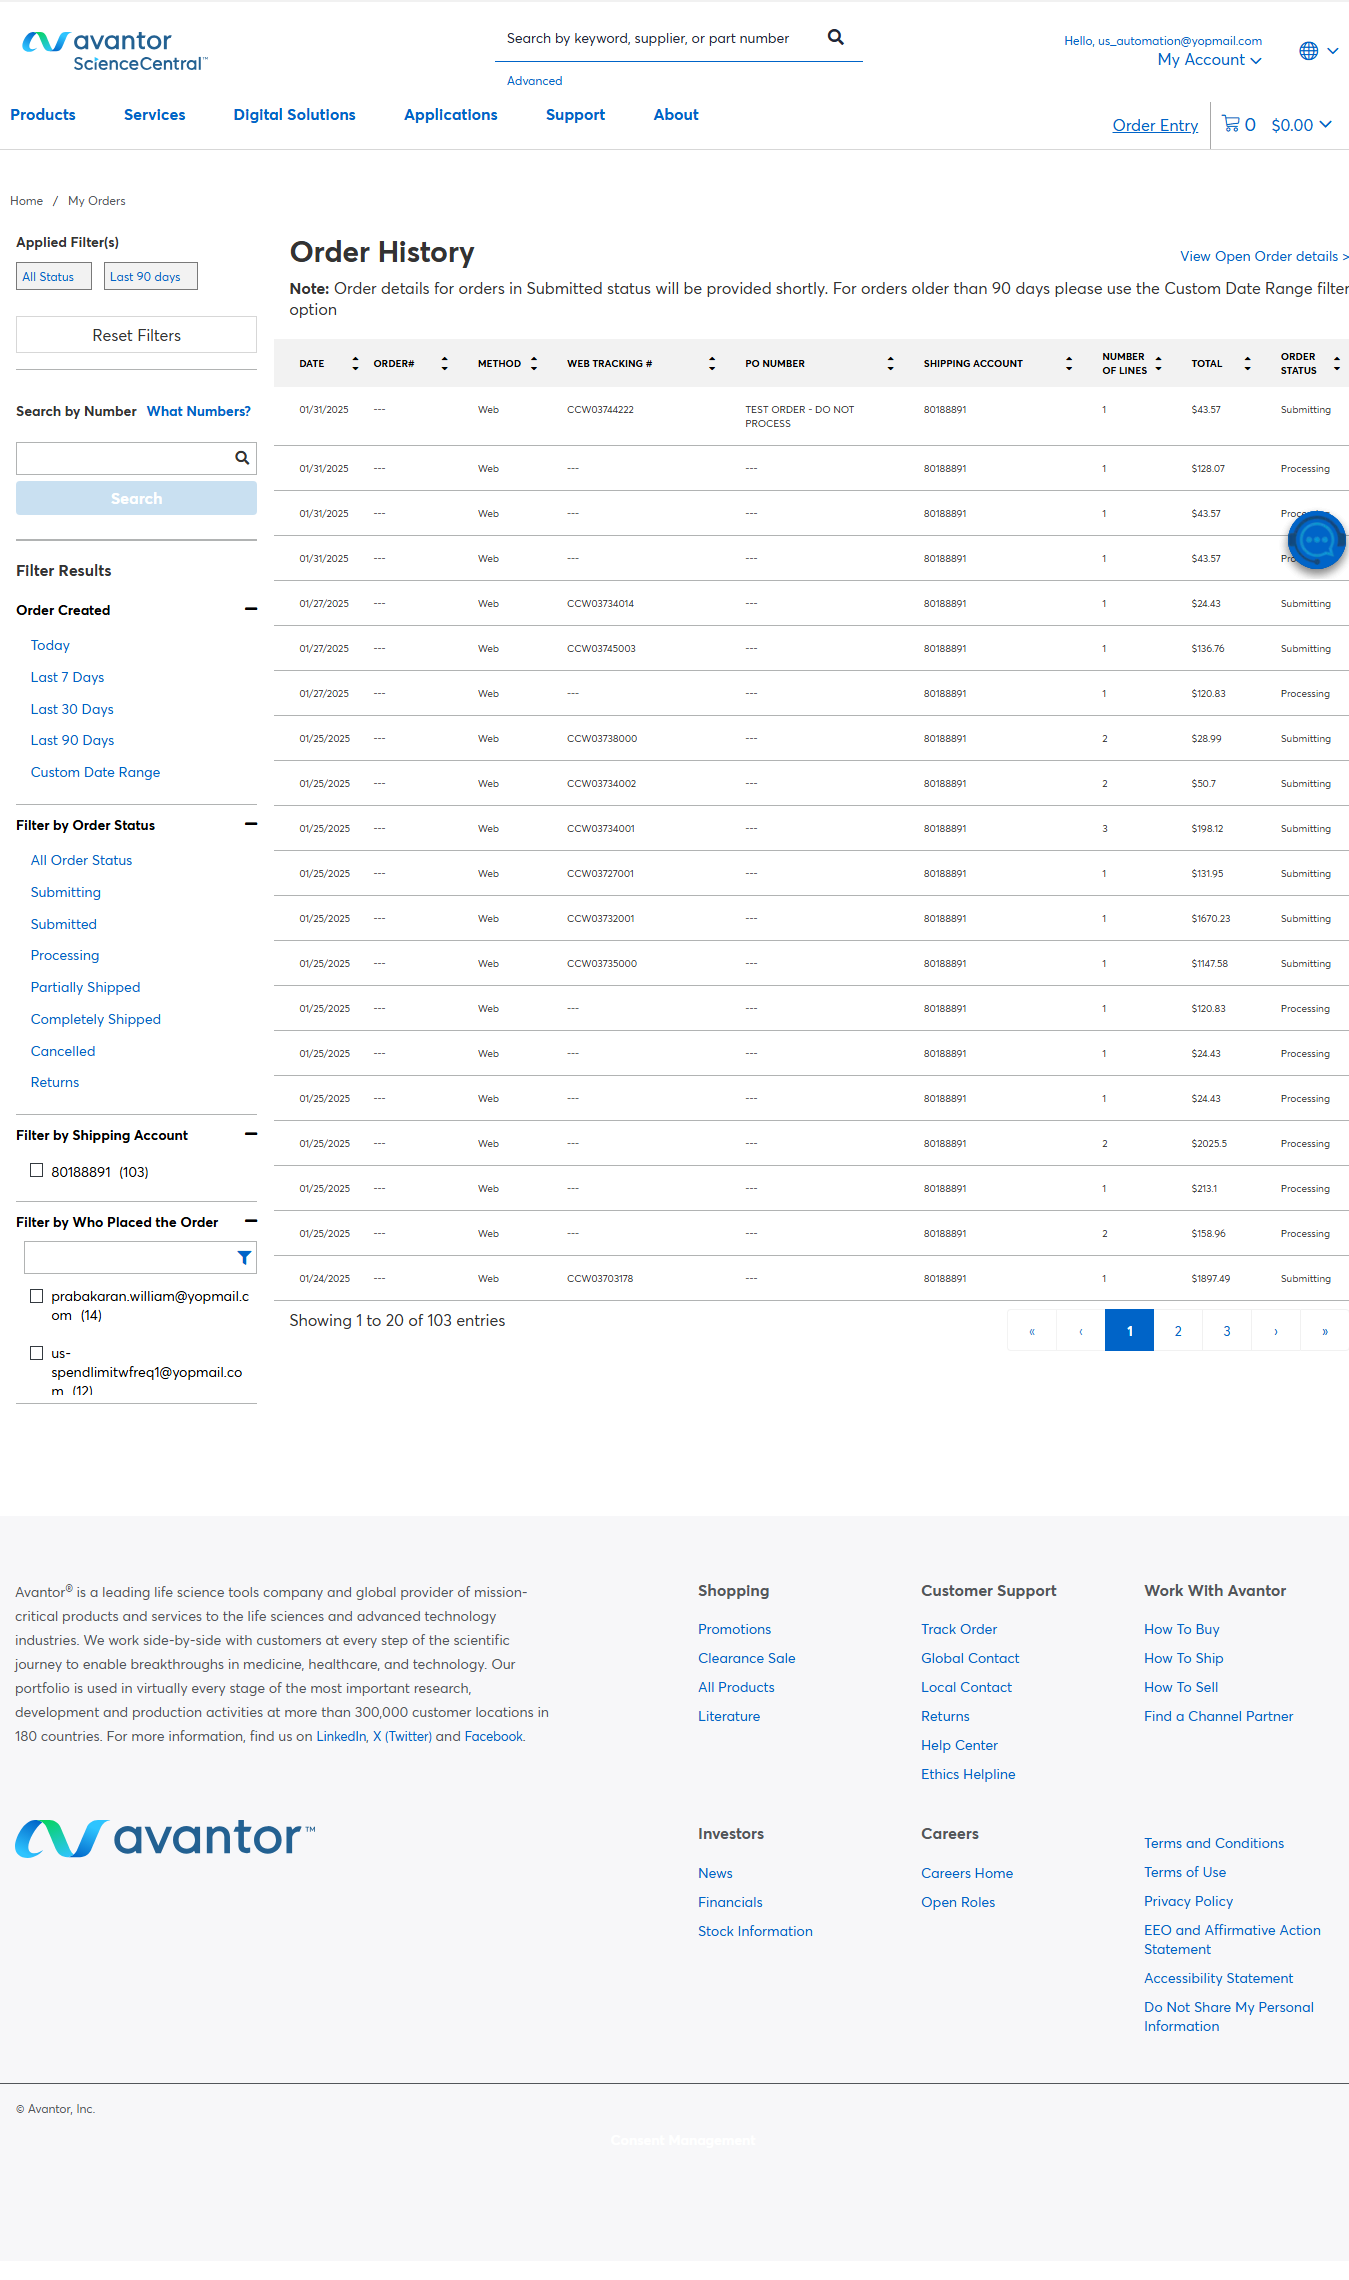 avantor
ScienceCentral™
Search by keyword, supplier, or part number
Advanced
Hello, us_automation@yopmail.com
My Account
Products Services Digital Solutions Applications Support About
Order Entry 0 $0.00
Home / My Orders
Applied Filter(s)
All Status Last 90 days
Reset Filters
Search by Number What Numbers?
Search
Filter Results
Order Created
Today
Last 7 Days
Last 30 Days
Last 90 Days
Custom Date Range
Filter by Order Status
All Order Status
Submitting
Submitted
Processing
Partially Shipped
Completely Shipped
Cancelled
Returns
Filter by Shipping Account
80188891 (103)
Filter by Who Placed the Order
prabakaran.william@yopmail.c
om (14)
us-
spendlimitwfreq1@yopmail.co
m (12)
Order History
View Open Order details >
Note: Order details for orders in Submitted status will be provided shortly. For orders older than 90 days please use the Custom Date Range filter
option
DATE ORDER# METHOD WEB TRACKING # PO NUMBER SHIPPING ACCOUNT NUMBER OF LINES TOTAL ORDER STATUS
01/31/2025 --- Web CCW03744222 TEST ORDER - DO NOT PROCESS 80188891 1 $43.57 Submitting
01/31/2025 --- Web --- --- 80188891 1 $128.07 Processing
01/31/2025 --- Web --- --- 80188891 1 $43.57
01/31/2025 --- Web --- --- 80188891 1 $43.57
01/27/2025 --- Web CCW03734014 --- 80188891 1 $24.43 Submitting
01/27/2025 --- Web CCW03745003 --- 80188891 1 $136.76 Submitting
01/27/2025 --- Web --- --- 80188891 1 $120.83 Processing
01/25/2025 --- Web CCW03738000 --- 80188891 2 $28.99 Submitting
01/25/2025 --- Web CCW03734002 --- 80188891 2 $50.7 Submitting
01/25/2025 --- Web CCW03734001 --- 80188891 3 $198.12 Submitting
01/25/2025 --- Web CCW03727001 --- 80188891 1 $131.95 Submitting
01/25/2025 --- Web CCW03732001 --- 80188891 1 $1670.23 Submitting
01/25/2025 --- Web CCW03735000 --- 80188891 1 $1147.58 Submitting
01/25/2025 --- Web --- --- 80188891 1 $120.83 Processing
01/25/2025 --- Web --- --- 80188891 1 $24.43 Processing
01/25/2025 --- Web --- --- 80188891 1 $24.43 Processing
01/25/2025 --- Web --- --- 80188891 2 $2025.5 Processing
01/25/2025 --- Web --- --- 80188891 1 $213.1 Processing
01/25/2025 --- Web --- --- 80188891 2 $158.96 Processing
01/24/2025 --- Web CCW03703178 --- 80188891 1 $1897.49 Submitting
Showing 1 to 20 of 103 entries
« ‹ 1 2 3 › »
Avantor® is a leading life science tools company and global provider of mission-
critical products and services to the life sciences and advanced technology
industries. We work side-by-side with customers at every step of the scientific
journey to enable breakthroughs in medicine, healthcare, and technology. Our
portfolio is used in virtually every stage of the most important research,
development and production activities at more than 300,000 customer locations in
180 countries. For more information, find us on LinkedIn, X (Twitter) and Facebook.
avantor™
Shopping
Promotions
Clearance Sale
All Products
Literature
Customer Support
Track Order
Global Contact
Local Contact
Returns
Help Center
Ethics Helpline
Work With Avantor
How To Buy
How To Ship
How To Sell
Find a Channel Partner
Investors
News
Financials
Stock Information
Careers
Careers Home
Open Roles
Terms and Conditions
Terms of Use
Privacy Policy
EEO and Affirmative Action
Statement
Accessibility Statement
Do Not Share My Personal
Information
© Avantor, Inc.
Consent Management